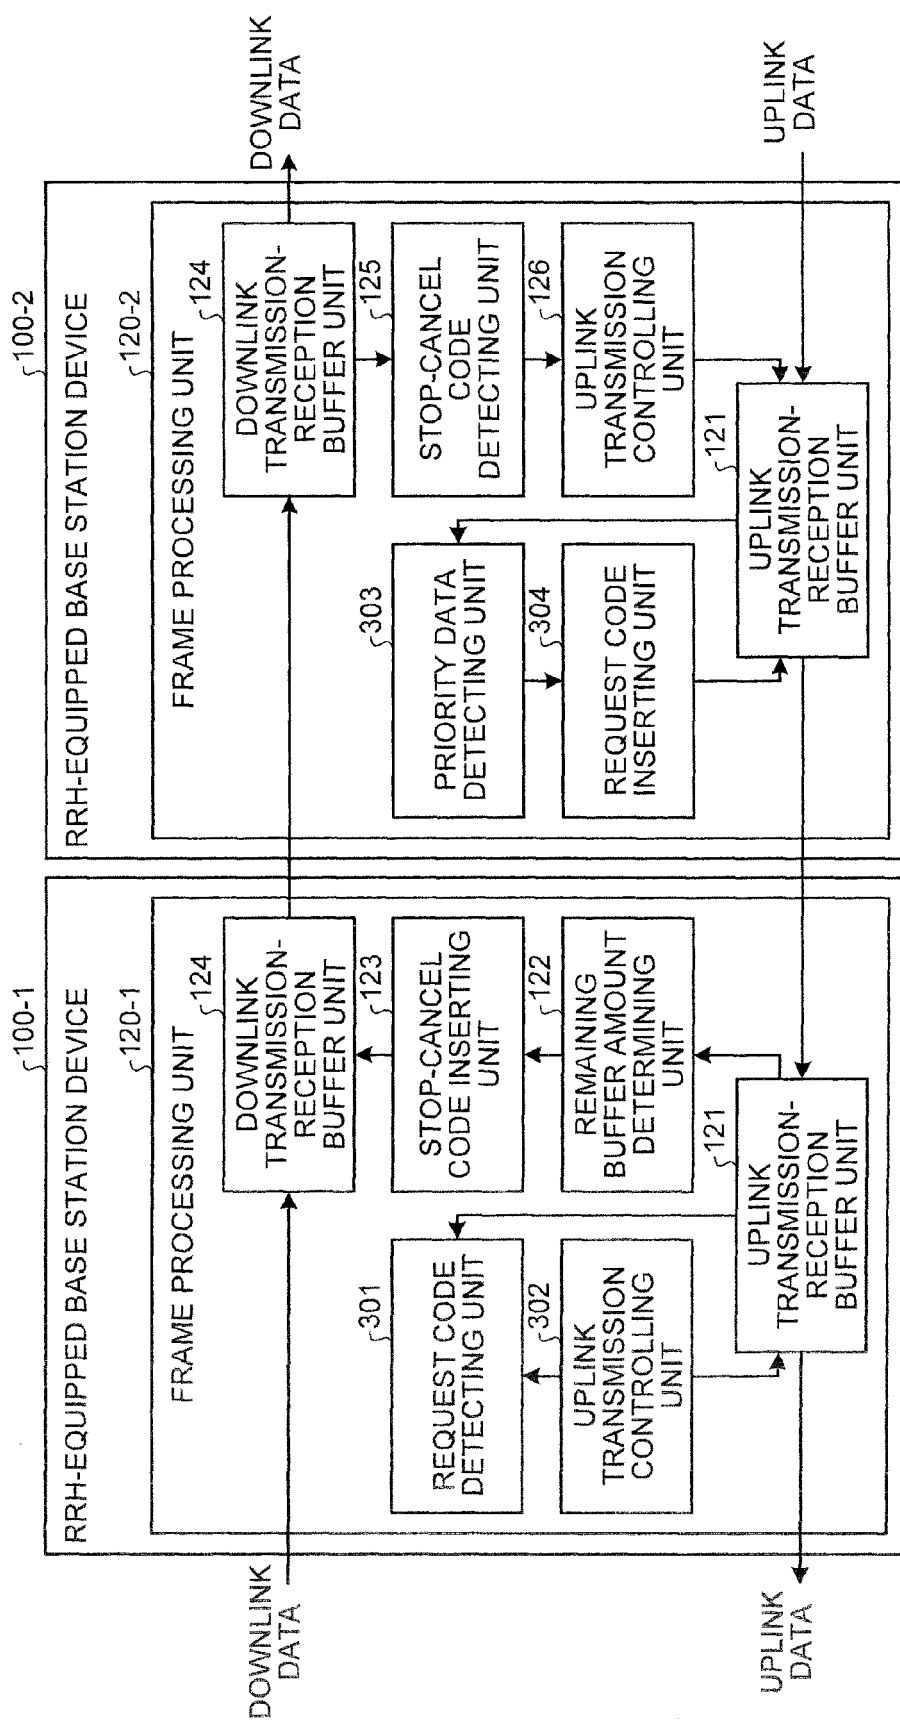 100-1
RRH-EQUIPPED BASE STATION DEVICE
120-1
FRAME PROCESSING UNIT
DOWNLINK
DATA
124
DOWNLINK
TRANSMISSION-
RECEPTION
BUFFER UNIT
301
REQUEST CODE
DETECTING UNIT
123
STOP-CANCEL
CODE INSERTING
UNIT
302
UPLINK
TRANSMISSION
CONTROLLING
UNIT
122
REMAINING
BUFFER AMOUNT
DETERMINING
UNIT
121
UPLINK
TRANSMISSION-
RECEPTION
BUFFER UNIT
UPLINK
DATA
100-2
RRH-EQUIPPED BASE STATION DEVICE
120-2
FRAME PROCESSING UNIT
124
DOWNLINK
TRANSMISSION-
RECEPTION
BUFFER UNIT
DOWNLINK
DATA
303
PRIORITY DATA
DETECTING UNIT
125
STOP-CANCEL
CODE
DETECTING UNIT
304
REQUEST CODE
INSERTING UNIT
126
UPLINK
TRANSMISSION
CONTROLLING
UNIT
121
UPLINK
TRANSMISSION-
RECEPTION
BUFFER UNIT
UPLINK
DATA